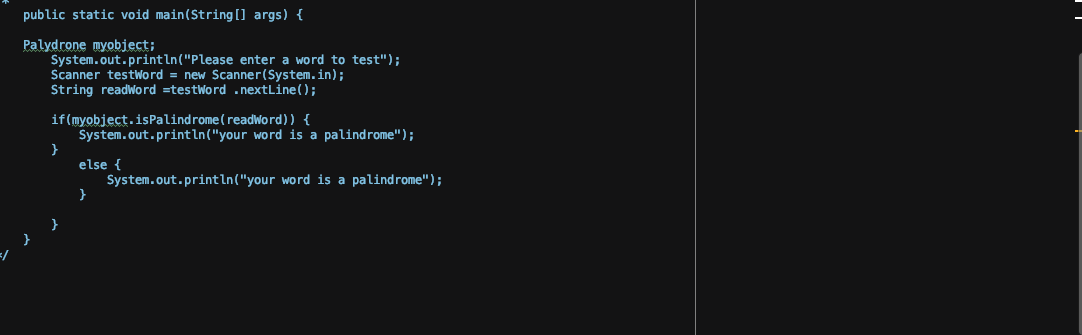 *
public static void main(String[] args) {
Palydrone myobject;
System.out.println("Please enter a word to test");
Scanner testWord = new Scanner(System.in);
String readWord =testWord .nextLine();
if(myobject.isPalindrome(readWord)) {
System.out.println("your word is a palindrome");
}
else {
System.out.println("your word is a palindrome");
}
}
}
*/